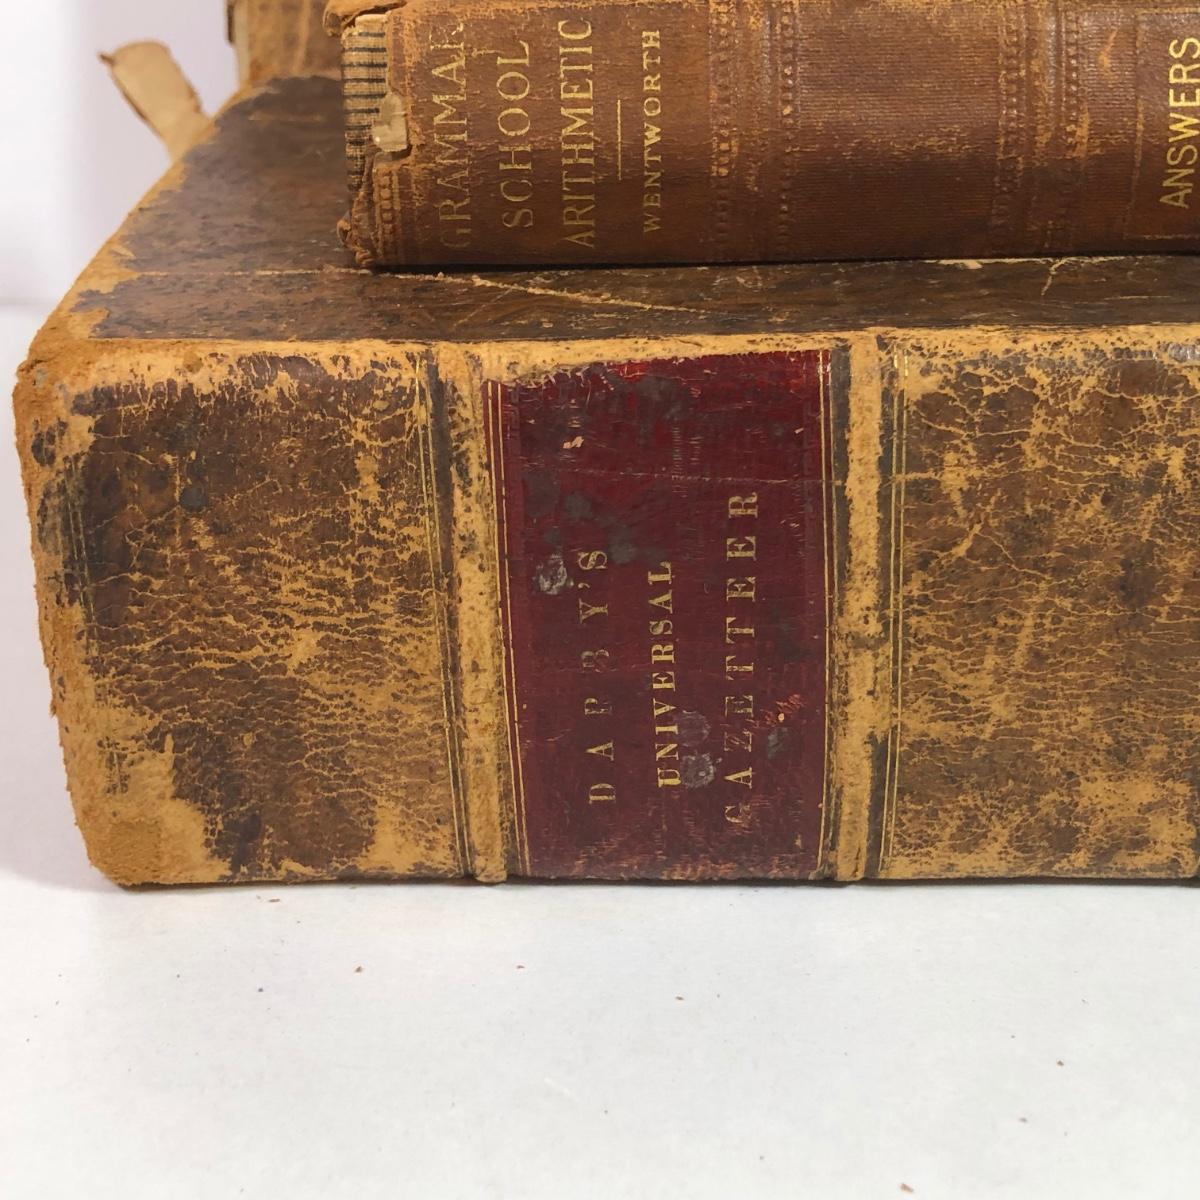 GRAMMAR
SCHOOL
ARITHMETIC
WENTWORTH
ANSWERS
DARBY'S
UNIVERSAL
GAZETTEER